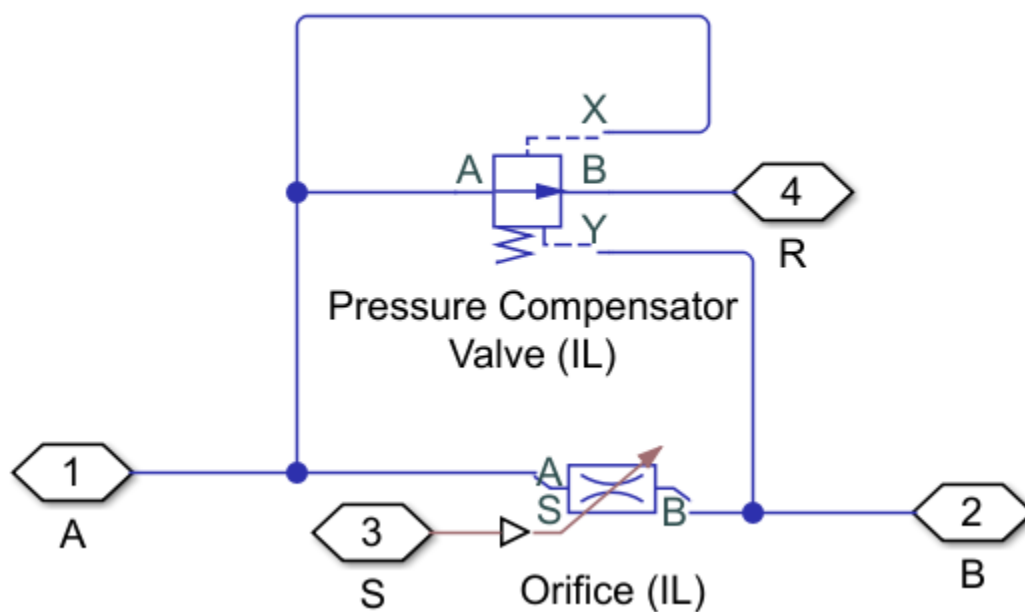 X
A
B
4
Y
R
Pressure Compensator
Valve (IL)
1
A
A
S
B
3
S
2
B
Orifice (IL)